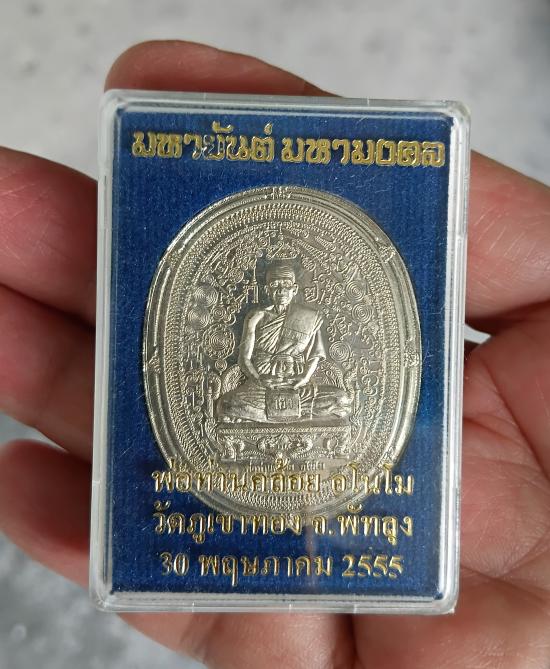 มหายันต์ มหามงคล
พ่อท่านคล้อย อโนโม
วัดภูเขาทอง จ.พัทลุง
30 พฤษภาคม 2555